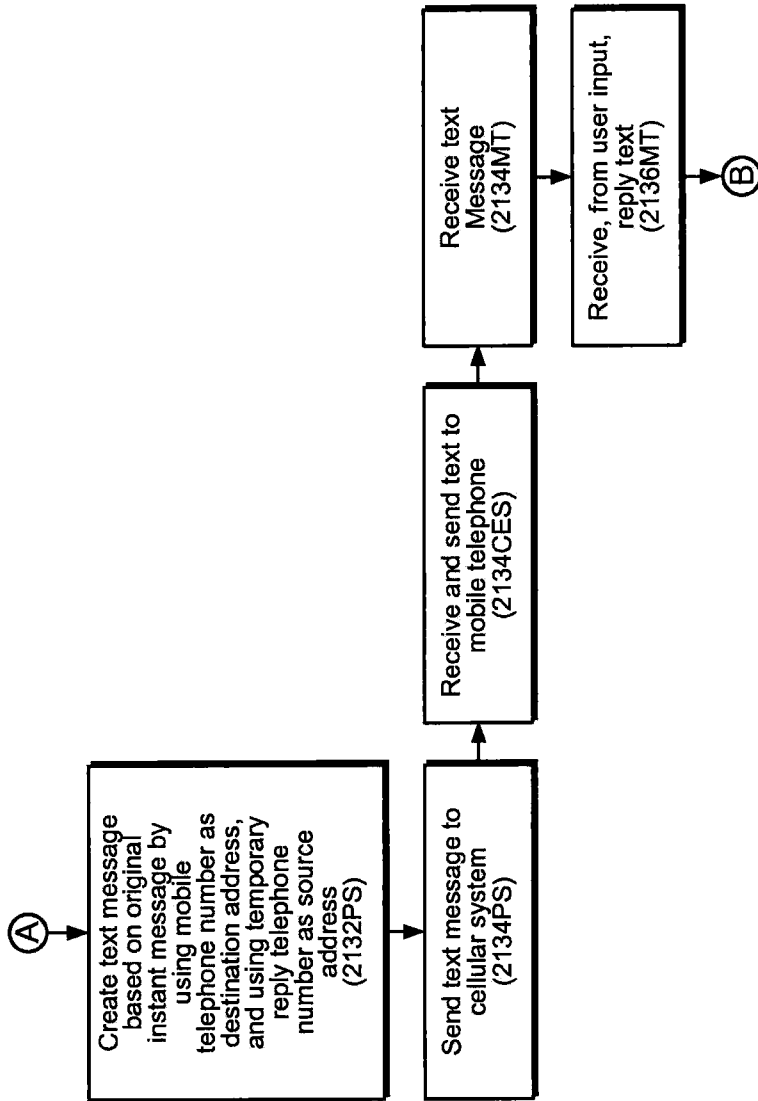 A
Create text message
based on original
instant message by
using mobile
telephone number as
destination address,
and using temporary
reply telephone
number as source
address
(2132PS)
Send text message to
cellular system
(2134PS)
Receive and send text to
mobile telephone
(2134CES)
Receive text
Message
(2134MT)
Receive, from user input,
reply text
(2136MT)
B